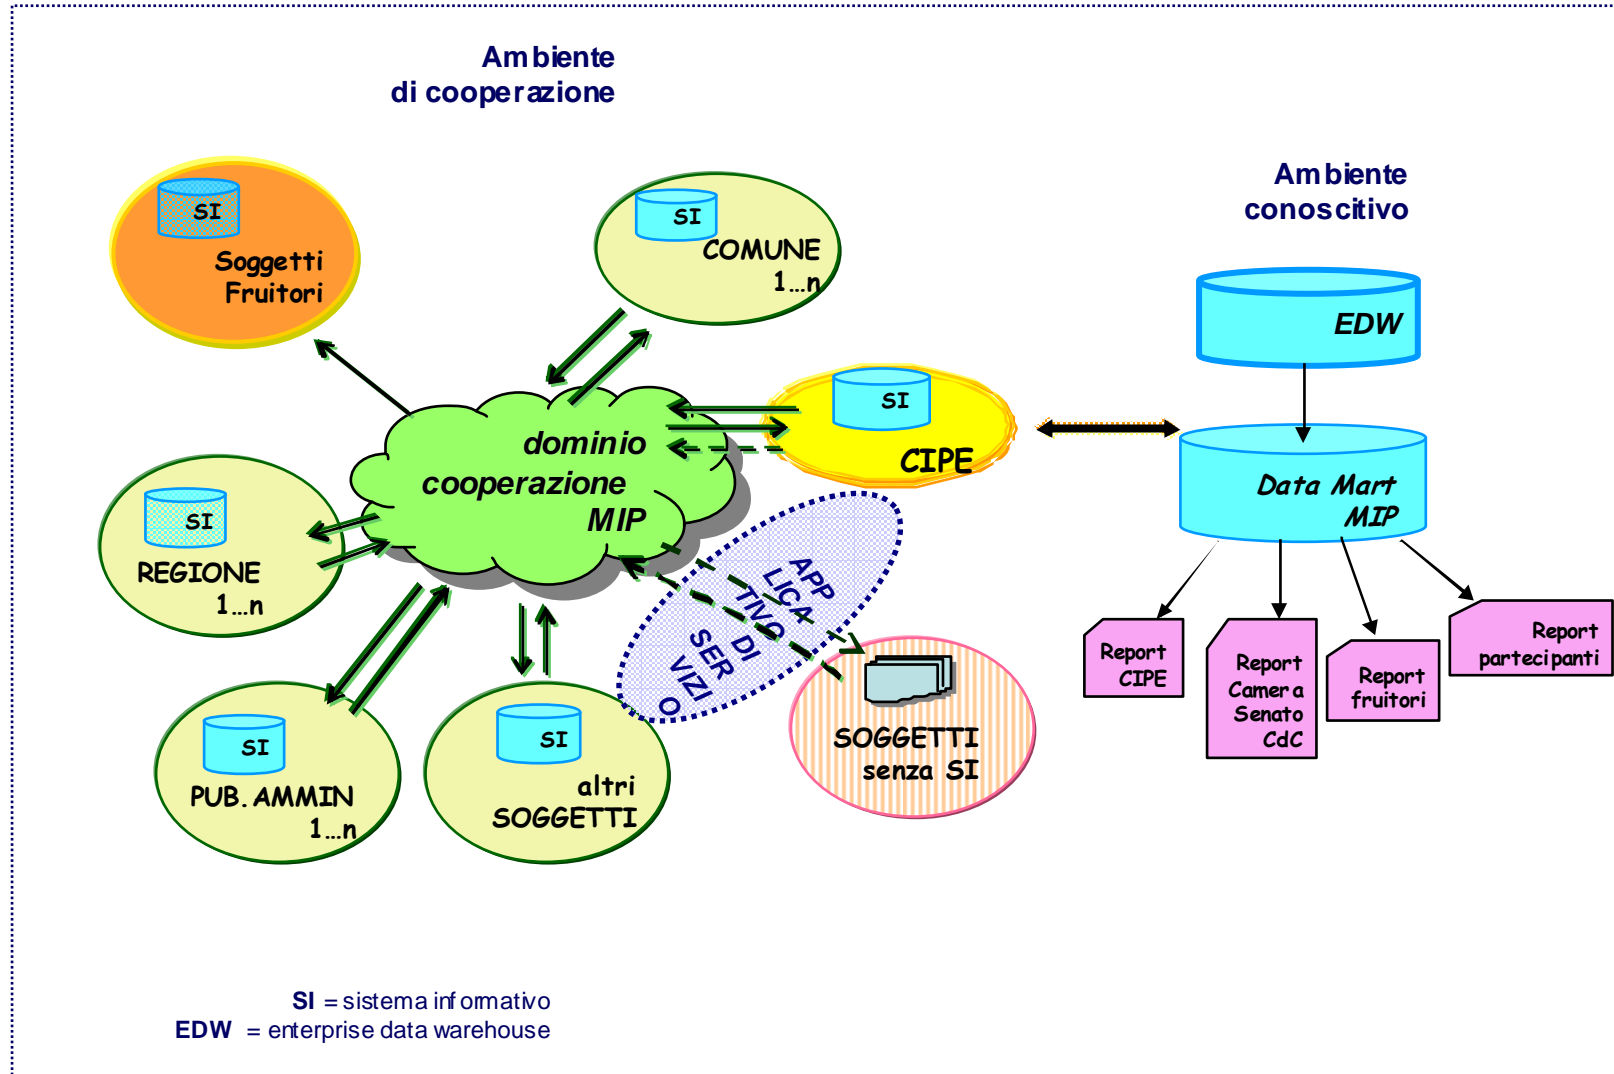 Ambiente
di cooperazione
Ambiente
conoscitivo
SI
Soggetti
Fruitori
SI
COMUNE
1...n
EDW
SI
CIPE
dominio
cooperazione
MIP
Data Mart
MIP
SI
REGIONE
1...n
APP
LICA
TIVO
DI
SER
VIZI
O
Report
CIPE
Report
Camera
Senato
CdC
Report
fruitori
Report
partecipanti
SI
PUB. AMMIN
1...n
SI
altri
SOGGETTI
SOGGETTI
senza SI
SI = sistema informativo
EDW = enterprise data warehouse